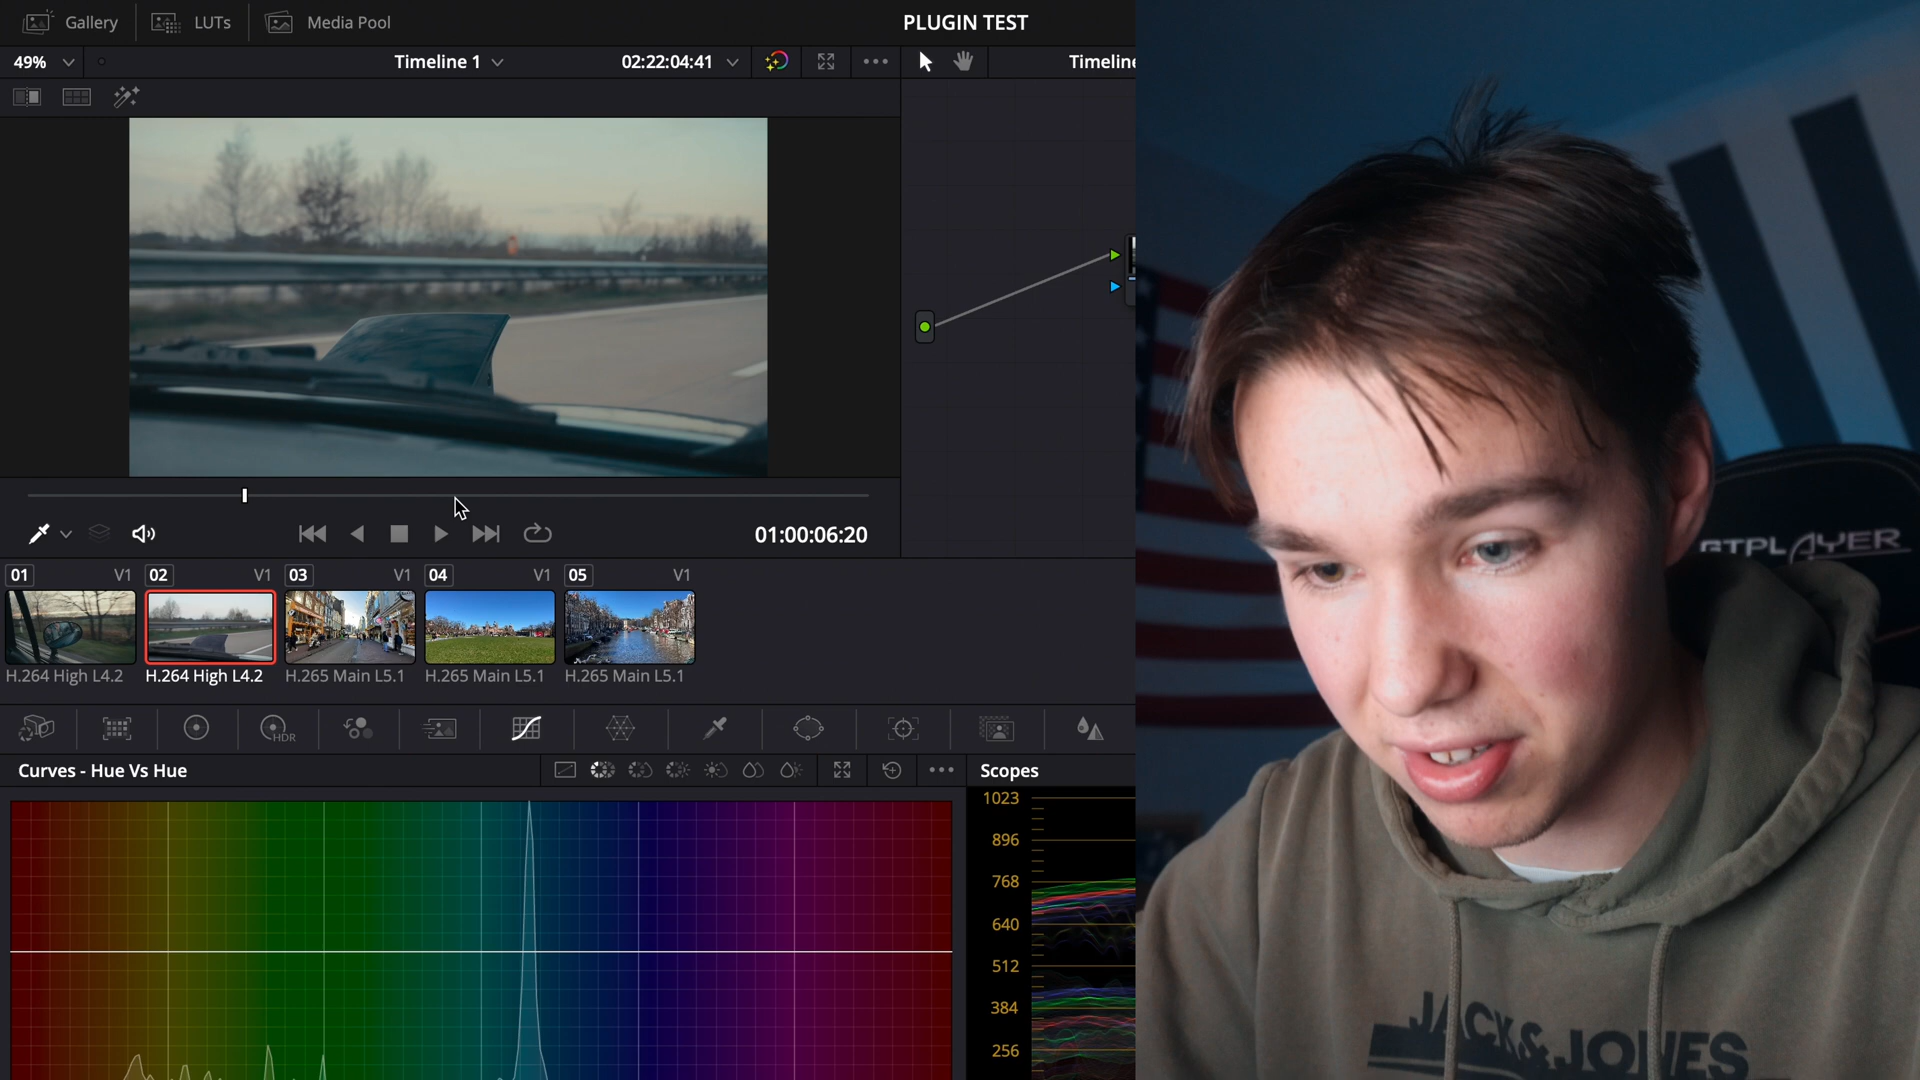 Gallery LUTs Media Pool PLUGIN TEST
49% Timeline 1 02:22:04:41 Timeline
01:00:06:20
01 V1 02 V1 03 V1 04 V1 05 V1
H.264 High L4.2 H.264 High L4.2 H.265 Main L5.1 H.265 Main L5.1 H.265 Main L5.1
HDR
Curves - Hue Vs Hue Scopes
1023
896
768
640
512
384
256
GTPLAYER
JACK & JONES